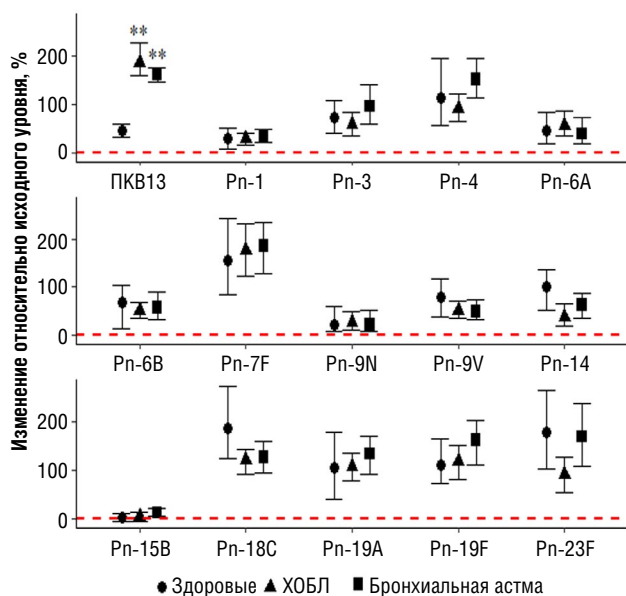 Изменение относительно исходного уровня, %
** **
200
100
0
ПКВ13 Pn-1 Pn-3 Pn-4 Pn-6A
200
100
0
Pn-6B Pn-7F Pn-9N Pn-9V Pn-14
200
100
0
Pn-15B Pn-18C Pn-19A Pn-19F Pn-23F
Здоровые ХОБЛ Бронхиальная астма